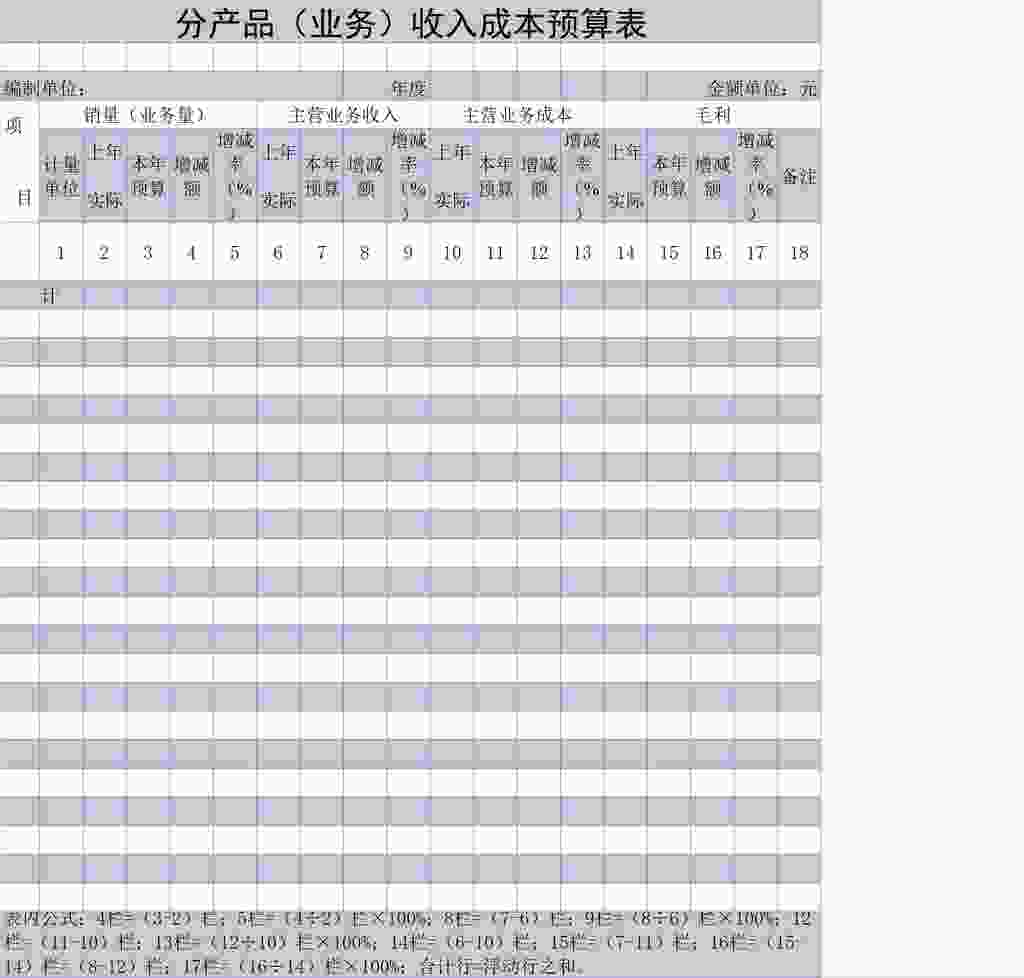 分产品（业务）收入成本预算表
编制单位： 年度 金额单位：元
项目 销量（业务量） 主营业务收入 主营业务成本 毛利 备注
计量单位 上年实际 本年预算 增减额 增减率（%） 上年实际 本年预算 增减额 增减率（%） 上年实际 本年预算 增减额 增减率（%） 上年实际 本年预算 增减额 增减率（%）
1 2 3 4 5 6 7 8 9 10 11 12 13 14 15 16 17 18
计
表内公式：4栏=（3-2）栏；5栏=（4÷2）栏×100%；8栏=（7-6）栏；9栏=（8÷6）栏×100%；12
栏=（11-10）栏；13栏=（12÷10）栏×100%；14栏=（6-10）栏；15栏=（7-11）栏；16栏=（15-
14）栏=（8-12）栏；17栏=（16÷14）栏×100%；合计行=浮动行之和。